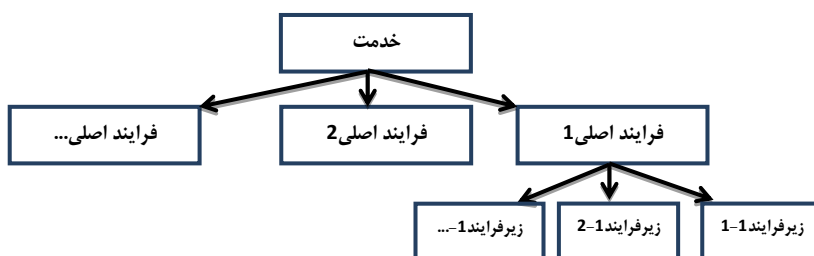 خدمت
فرایند اصلی1
فرایند اصلی2
فرایند اصلی...
زیرفرایند1-1
زیرفرایند1-2
زیرفرایند1-...